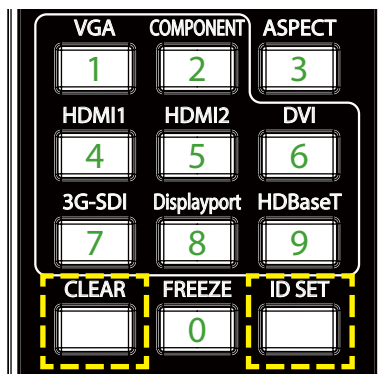 VGA COMPONENT ASPECT
1 2 3
HDMI1 HDMI2 DVI
4 5 6
3G-SDI Displayport HDBaseT
7 8 9
CLEAR FREEZE ID SET
0